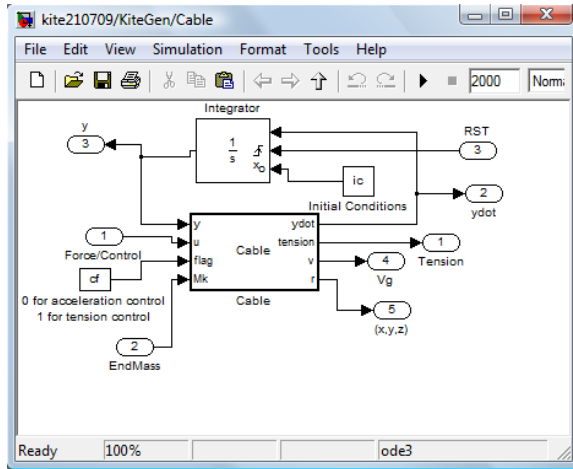 kite210709/KiteGen/Cable
File Edit View Simulation Format Tools Help
2000 Norma
Integrator
y
3
1
s
xo
RST
3
ic
Initial Conditions
2
ydot
1
Force/Control
cf
0 for acceleration control
1 for tension control
y
u
flag
Mk
Cable
ydot
tension
v
r
Cable
1
Tension
4
Vg
5
(x,y,z)
2
EndMass
Ready 100% ode3